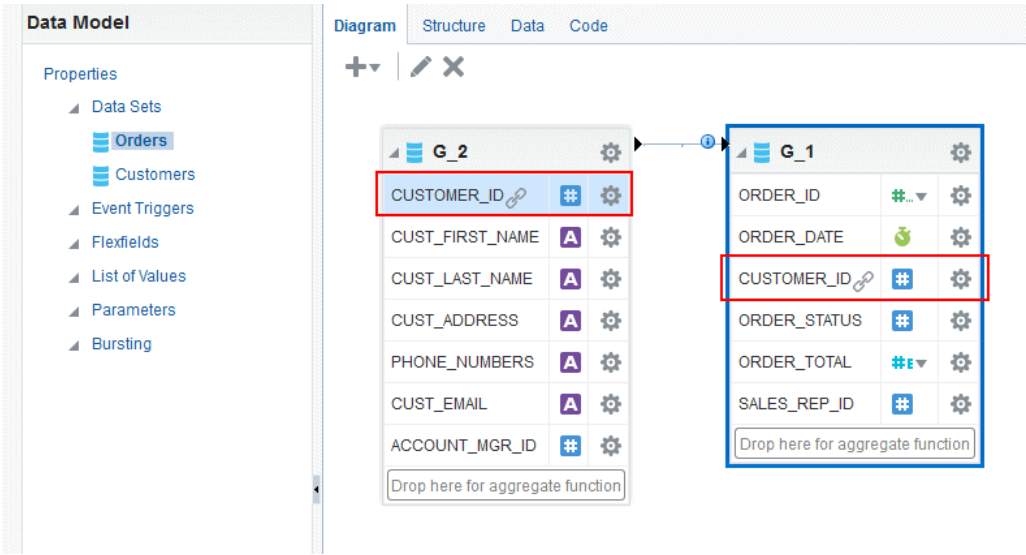 Data Model
Properties
Data Sets
Orders
Customers
Event Triggers
Flexfields
List of Values
Parameters
Bursting
Diagram Structure Data Code
G_2
CUSTOMER_ID #
CUST_FIRST_NAME A
CUST_LAST_NAME A
CUST_ADDRESS A
PHONE_NUMBERS A
CUST_EMAIL A
ACCOUNT_MGR_ID #
Drop here for aggregate function
i
G_1
ORDER_ID #...
ORDER_DATE
CUSTOMER_ID #
ORDER_STATUS #
ORDER_TOTAL #E
SALES_REP_ID #
Drop here for aggregate function